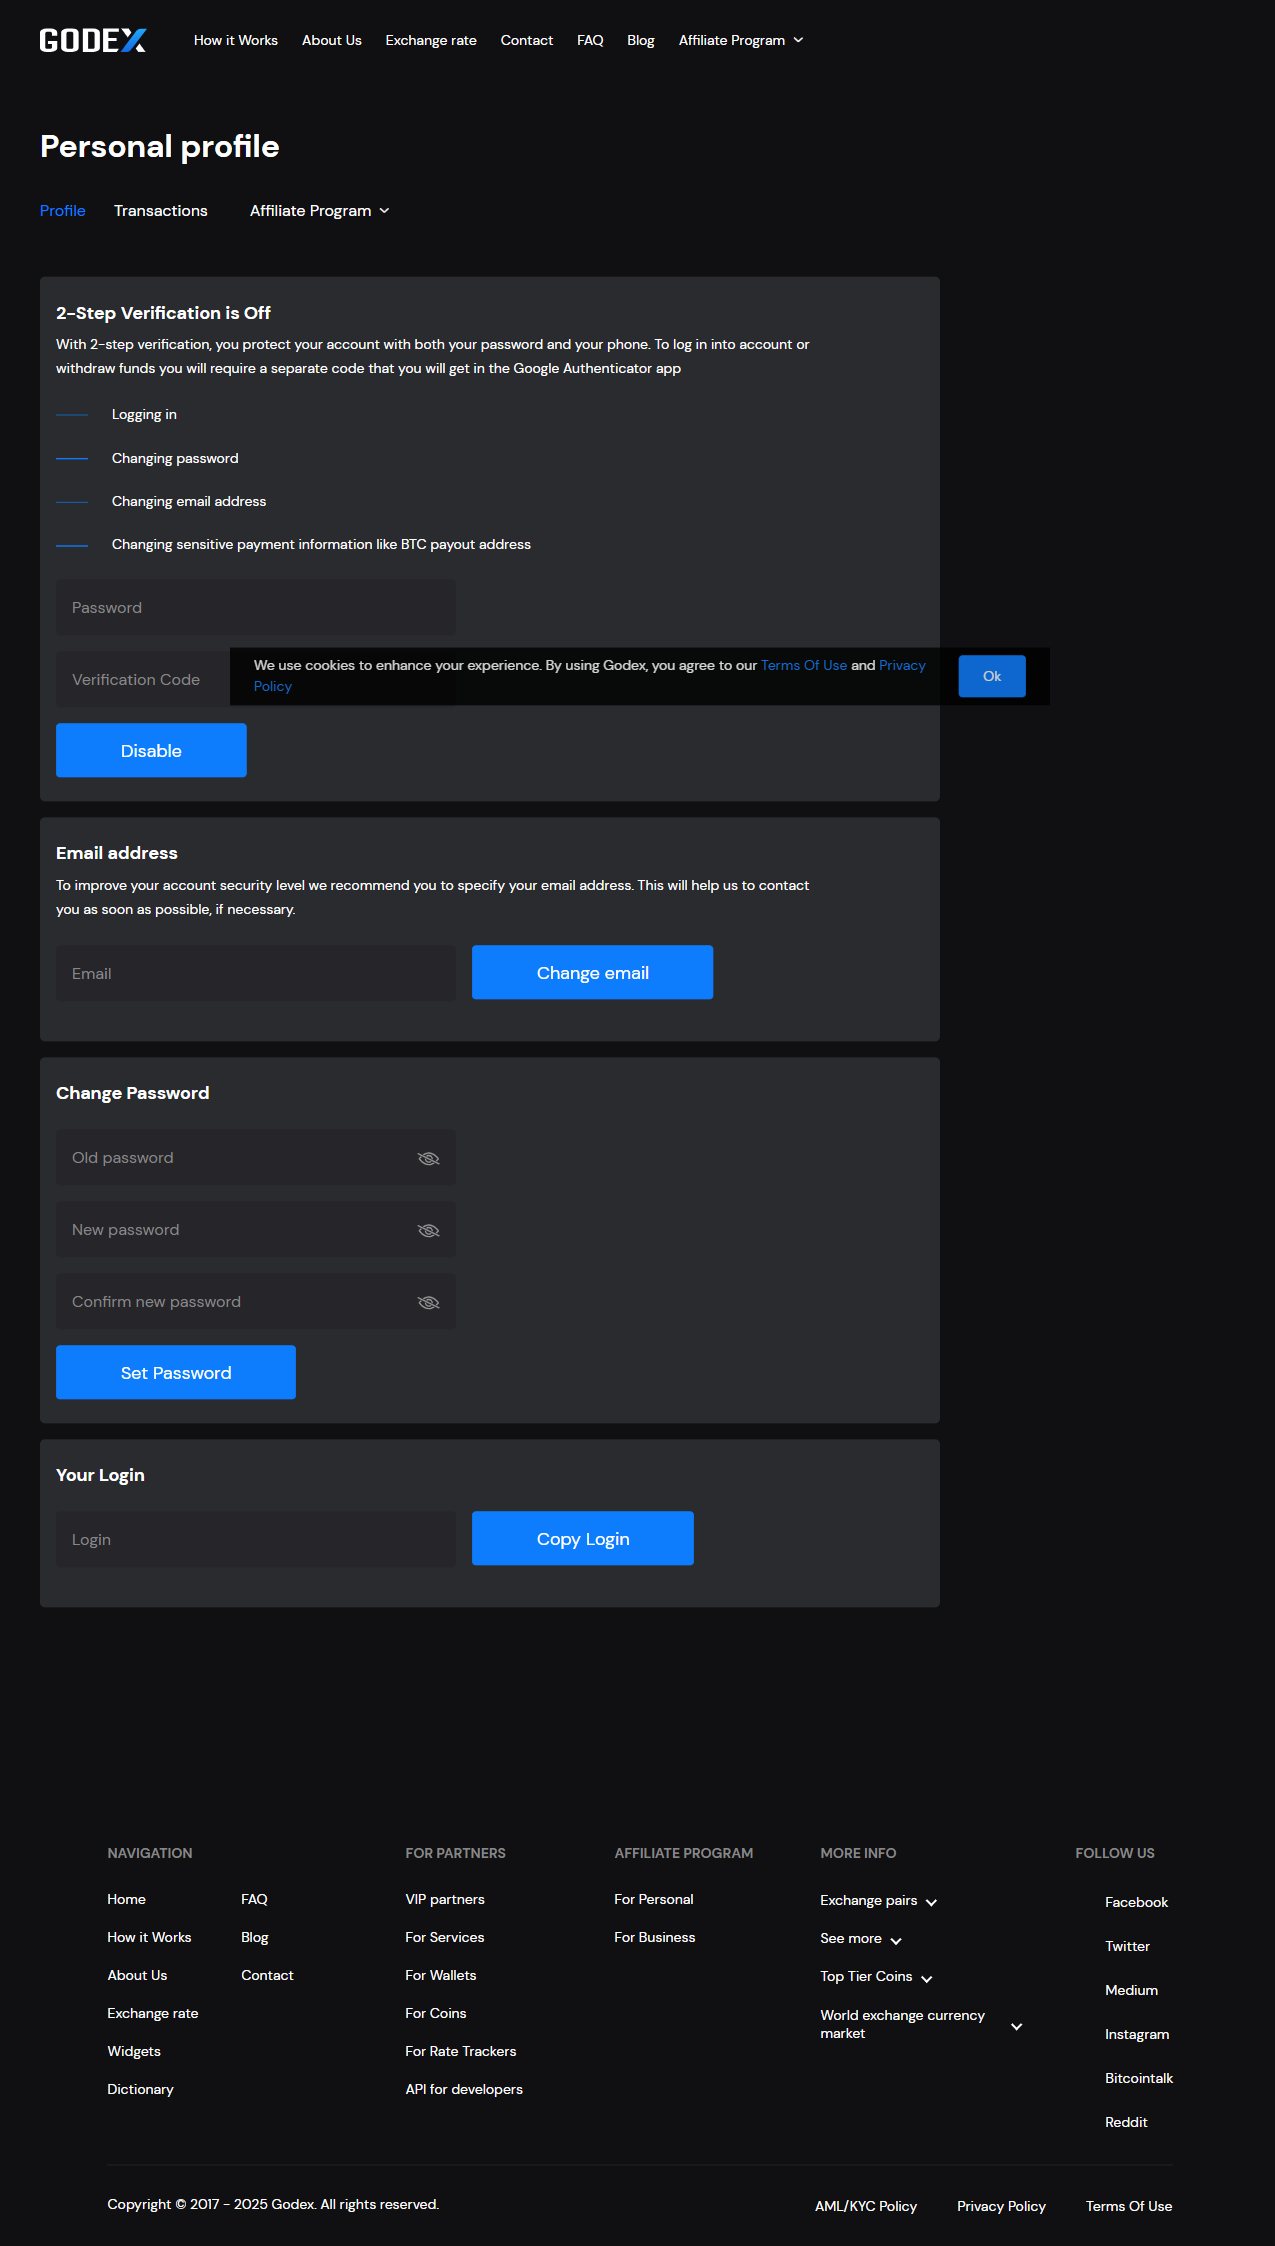 GODEX
How it Works
About Us
Exchange rate
Contact
FAQ
Blog
Affiliate Program
Personal profile
Profile
Transactions
Affiliate Program
2-Step Verification is Off
With 2-step verification, you protect your account with both your password and your phone. To log in into account or
withdraw funds you will require a separate code that you will get in the Google Authenticator app
Logging in
Changing password
Changing email address
Changing sensitive payment information like BTC payout address
Password
Verification Code
We use cookies to enhance your experience. By using Godex, you agree to our Terms Of Use and Privacy
Policy
Ok
Disable
Email address
To improve your account security level we recommend you to specify your email address. This will help us to contact
you as soon as possible, if necessary.
Email
Change email
Change Password
Old password
New password
Confirm new password
Set Password
Your Login
Login
Copy Login
NAVIGATION
Home
How it Works
About Us
Exchange rate
Widgets
Dictionary
FAQ
Blog
Contact
FOR PARTNERS
VIP partners
For Services
For Wallets
For Coins
For Rate Trackers
API for developers
AFFILIATE PROGRAM
For Personal
For Business
MORE INFO
Exchange pairs
See more
Top Tier Coins
World exchange currency
market
FOLLOW US
Facebook
Twitter
Medium
Instagram
Bitcointalk
Reddit
Copyright © 2017 - 2025 Godex. All rights reserved.
AML/KYC Policy
Privacy Policy
Terms Of Use